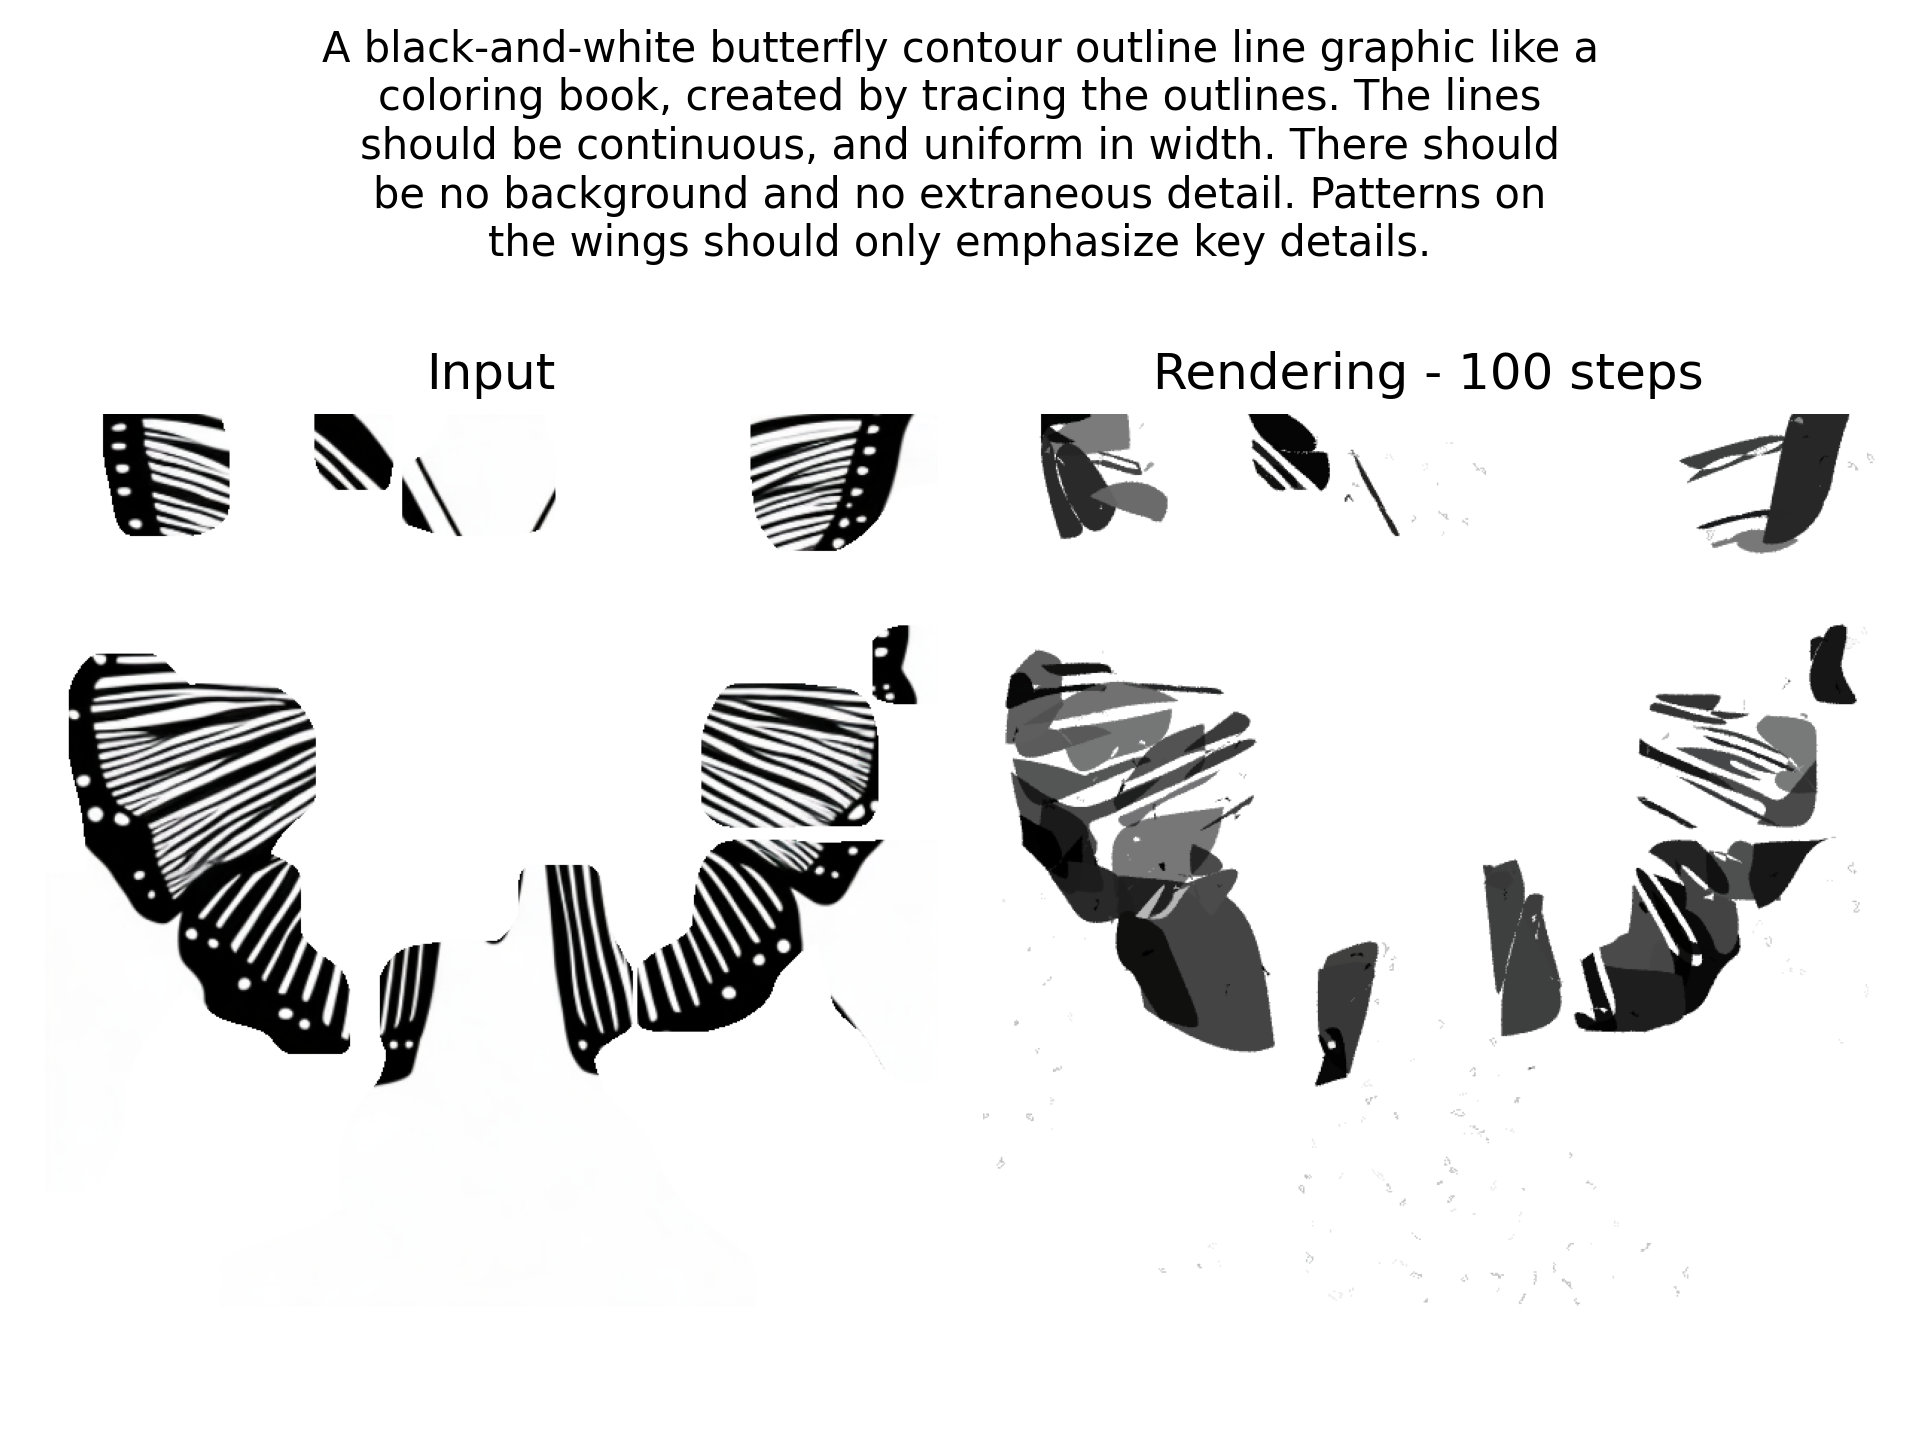 A black-and-white butterfly contour outline line graphic like a
coloring book, created by tracing the outlines. The lines
should be continuous, and uniform in width. There should
be no background and no extraneous detail. Patterns on
the wings should only emphasize key details.
Input
Rendering - 100 steps